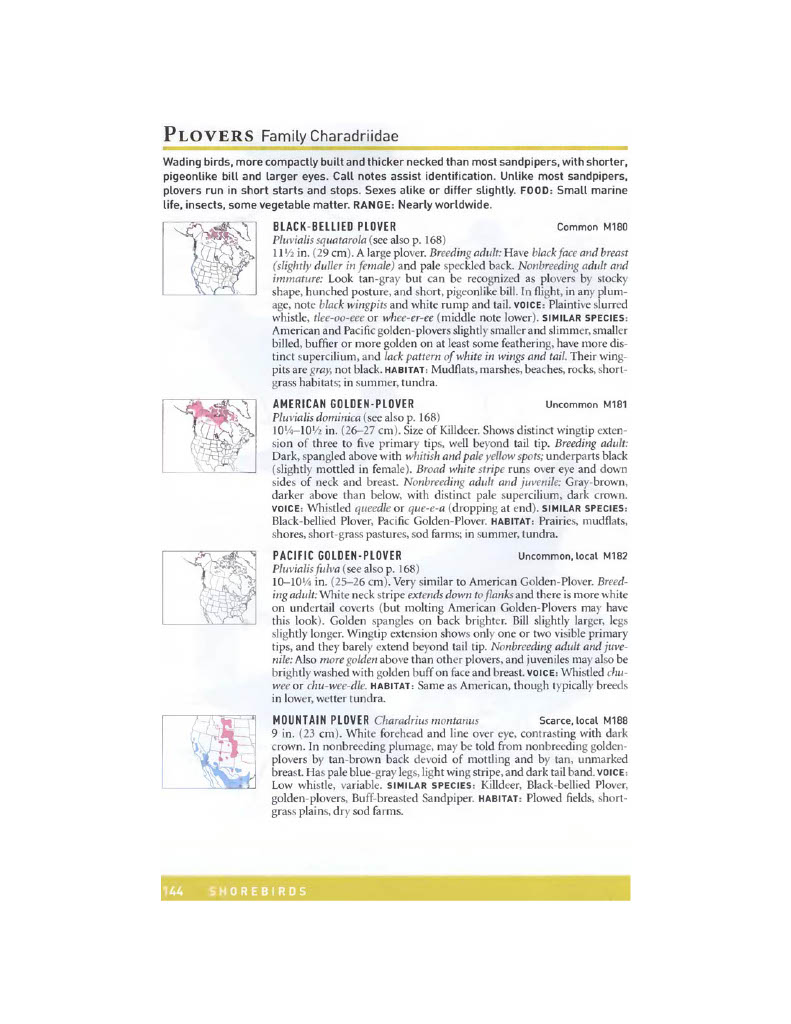 PLOVERS Family Charadriidae
Wading birds, more compactly built and thicker necked than most sandpipers, with shorter,
pigeonlike bill and larger eyes. Call notes assist identification. Unlike most sandpipers,
plovers run in short starts and stops. Sexes alike or differ slightly. FOOD: Small marine
life, insects, some vegetable matter. RANGE: Nearly worldwide.
BLACK-BELLIED PLOVER Common M180
Pluvialis squatarola (see also p. 168)
11½ in. (29 cm). A large plover. Breeding adult: Have black face and breast
(slightly duller in female) and pale speckled back. Nonbreeding adult and
immature: Look tan-gray but can be recognized as plovers by stocky
shape, hunched posture, and short, pigeonlike bill. In flight, in any plum-
age, note black wingpits and white rump and tail. VOICE: Plaintive slurred
whistle, tlee-oo-eee or whee-er-ee (middle note lower). SIMILAR SPECIES:
American and Pacific golden-plovers slightly smaller and slimmer, smaller
billed, buffier or more golden on at least some feathering, have more dis-
tinct supercilium, and lack pattern of white in wings and tail. Their wing-
pits are gray, not black. HABITAT: Mudflats, marshes, beaches, rocks, short-
grass habitats; in summer, tundra.
AMERICAN GOLDEN-PLOVER Uncommon M181
Pluvialis dominica (see also p. 168)
10¼–10½ in. (26–27 cm). Size of Killdeer. Shows distinct wingtip exten-
sion of three to five primary tips, well beyond tail tip. Breeding adult:
Dark, spangled above with whitish and pale yellow spots; underparts black
(slightly mottled in female). Broad white stripe runs over eye and down
sides of neck and breast. Nonbreeding adult and juvenile: Gray-brown,
darker above than below, with distinct pale supercilium, dark crown.
VOICE: Whistled queedle or que-e-a (dropping at end). SIMILAR SPECIES:
Black-bellied Plover, Pacific Golden-Plover. HABITAT: Prairies, mudflats,
shores, short-grass pastures, sod farms; in summer, tundra.
PACIFIC GOLDEN-PLOVER Uncommon, local M182
Pluvialis fulva (see also p. 168)
10–10¼ in. (25–26 cm). Very similar to American Golden-Plover. Breed-
ing adult: White neck stripe extends down to flanks and there is more white
on undertail coverts (but molting American Golden-Plovers may have
this look). Golden spangles on back brighter. Bill slightly larger, legs
slightly longer. Wingtip extension shows only one or two visible primary
tips, and they barely extend beyond tail tip. Nonbreeding adult and juve-
nile: Also more golden above than other plovers, and juveniles may also be
brightly washed with golden buff on face and breast. VOICE: Whistled chu-
wee or chu-wee-dle. HABITAT: Same as American, though typically breeds
in lower, wetter tundra.
MOUNTAIN PLOVER Charadrius montanus Scarce, local M188
9 in. (23 cm). White forehead and line over eye, contrasting with dark
crown. In nonbreeding plumage, may be told from nonbreeding golden-
plovers by tan-brown back devoid of mottling and by tan, unmarked
breast. Has pale blue-gray legs, light wing stripe, and dark tail band. VOICE:
Low whistle, variable. SIMILAR SPECIES: Killdeer, Black-bellied Plover,
golden-plovers, Buff-breasted Sandpiper. HABITAT: Plowed fields, short-
grass plains, dry sod farms.
144 SHOREBIRDS